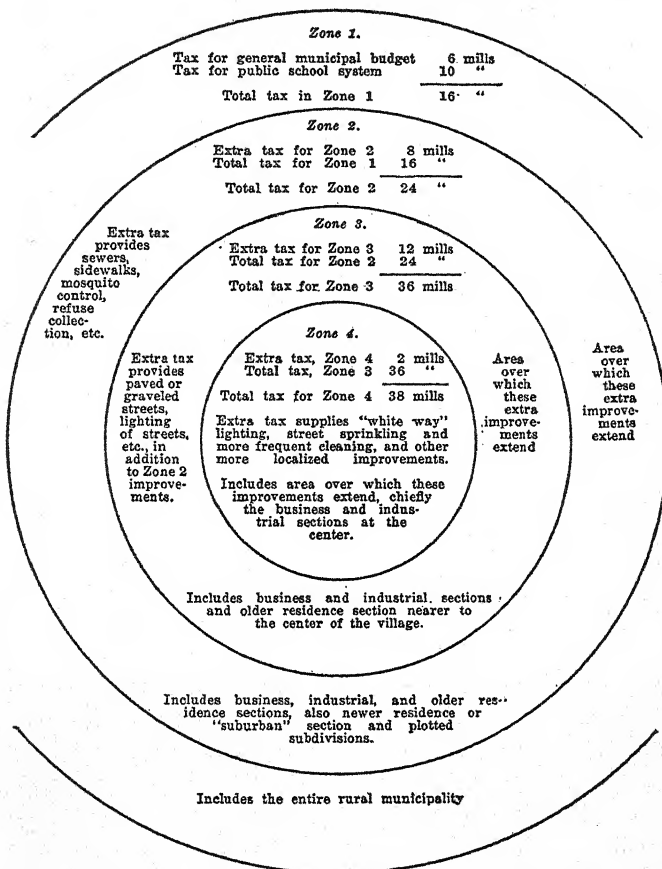 Zone 1.
Tax for general municipal budget 6 mills
Tax for public school system 10 "
Total tax in Zone 1 16 "
Zone 2.
Extra tax for Zone 2 8 mills
Total tax for Zone 1 16 "
Total tax for Zone 2 24 "
Extra tax
provides
sewers,
sidewalks,
mosquito
control,
refuse
collec-
tion, etc.
Zone 3.
Extra tax for Zone 3 12 mills
Total tax for Zone 2 24 "
Total tax for Zone 3 36 mills
Extra tax
provides
paved or
graveled
streets,
lighting
of streets,
etc., in
addition
to Zone 2
improve-
ments.
Zone 4.
Extra tax, Zone 4 2 mills
Total tax, Zone 3 36 "
Total tax for Zone 4 38 mills
Extra tax supplies "white way"
lighting, street sprinkling and
more frequent cleaning, and other
more localized improvements.
Includes area over which these
improvements extend, chiefly
the business and indus-
trial sections at the
center.
Area
over
which
these
extra
improve-
ments
extend
Area
over
which
these
extra
improve-
ments
extend
Includes business and industrial sections
and older residence section nearer to
the center of the village.
Includes business, industrial, and older res-
idence sections, also newer residence or
"suburban" section and plotted
subdivisions.
Includes the entire rural municipality